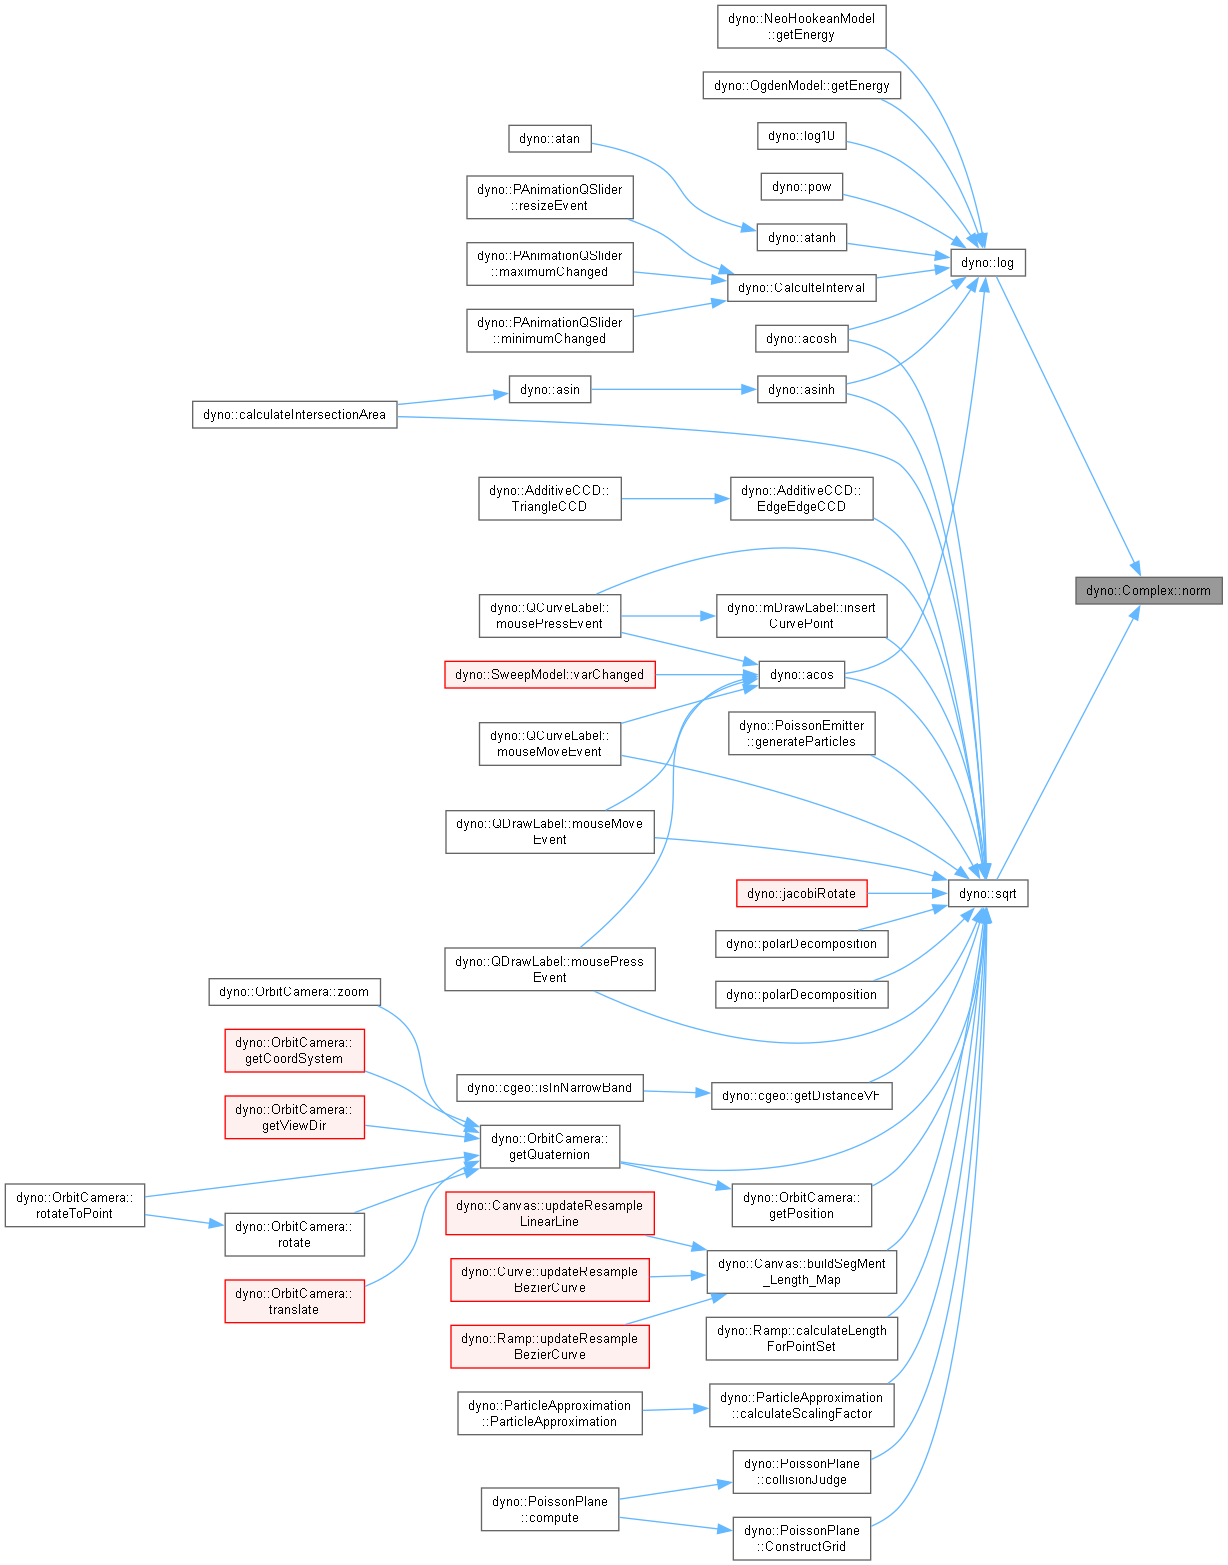 dyno::NeoHookeanModel
::getEnergy
dyno::OgdenModel::getEnergy
dyno::log10
dyno::atan
dyno::pow
dyno::PAnimationQSlider
::resizeEvent
dyno::atanh
dyno::log
dyno::PAnimationQSlider
::maximumChanged
dyno::CalculteInterval
dyno::PAnimationQSlider
::minimumChanged
dyno::acosh
dyno::asin
dyno::asinh
dyno::calculateIntersectionArea
dyno::AdditiveCCD::
TriangleCCD
dyno::AdditiveCCD::
EdgeEdgeCCD
dyno::Complex::norm
dyno::QCurveLabel::
mousePressEvent
dyno::mDrawLabel::insert
CurvePoint
dyno::SweepModel::varChanged
dyno::acos
dyno::QCurveLabel::
mouseMoveEvent
dyno::PoissonEmitter
::generateParticles
dyno::QDrawLabel::mouseMove
Event
dyno::jacobiRotate
dyno::sqrt
dyno::polarDecomposition
dyno::QDrawLabel::mousePress
Event
dyno::polarDecomposition
dyno::OrbitCamera::zoom
dyno::OrbitCamera::
getCoordSystem
dyno::cgeo::isInNarrowBand
dyno::cgeo::getDistanceVF
dyno::OrbitCamera::
getViewDir
dyno::OrbitCamera::
getQuaternion
dyno::OrbitCamera::
rotateToPoint
dyno::OrbitCamera::
rotate
dyno::Canvas::updateResample
LinearLine
dyno::OrbitCamera::
getPosition
dyno::OrbitCamera::
translate
dyno::Curve::updateResample
BezierCurve
dyno::Canvas::buildSegMent
_Length_Map
dyno::Ramp::updateResample
BezierCurve
dyno::Ramp::calculateLength
ForPointSet
dyno::ParticleApproximation
::ParticleApproximation
dyno::ParticleApproximation
::calculateScalingFactor
dyno::PoissonPlane
::collisionJudge
dyno::PoissonPlane
::compute
dyno::PoissonPlane
::ConstructGrid